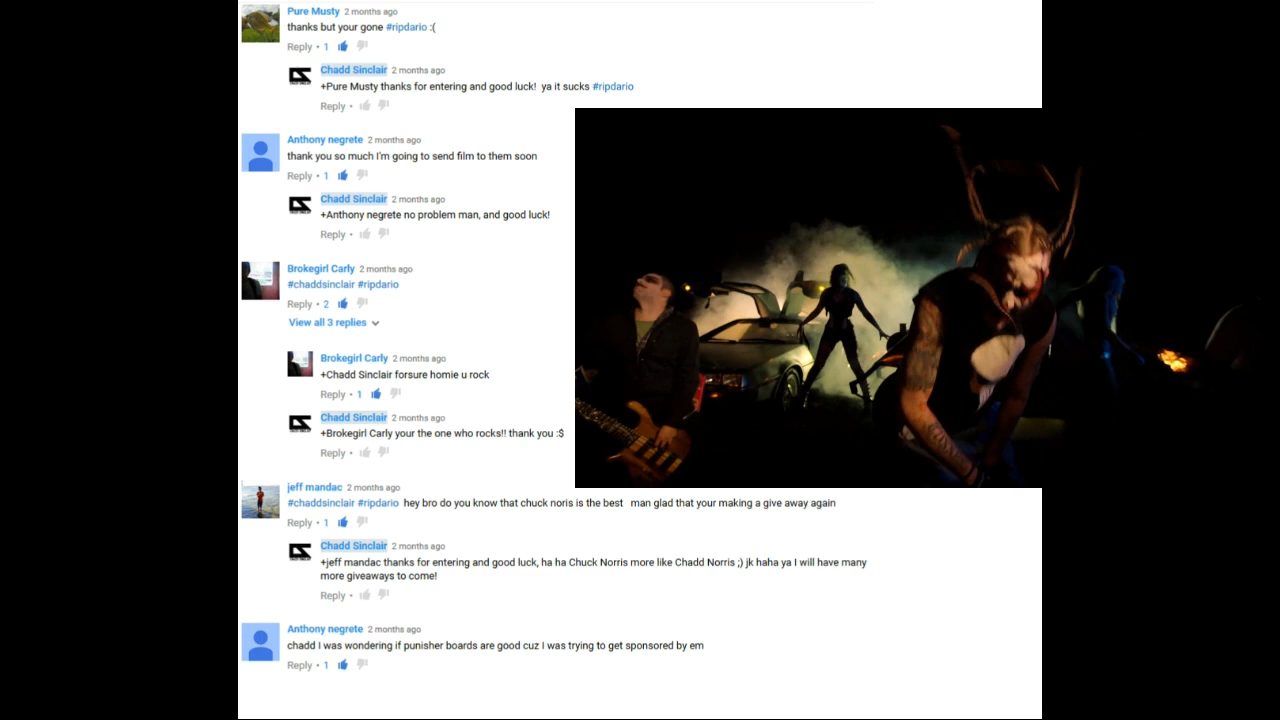 Pure Musty 2 months ago
thanks but your gone #ripdario :(
Reply • 1
Chadd Sinclair 2 months ago
+Pure Musty thanks for entering and good luck! ya it sucks #ripdario
Reply •
Anthony negrete 2 months ago
thank you so much I'm going to send film to them soon
Reply • 1
Chadd Sinclair 2 months ago
+Anthony negrete no problem man, and good luck!
Reply •
Brokegirl Carly 2 months ago
#chaddsinclair #ripdario
Reply • 2
View all 3 replies
Brokegirl Carly 2 months ago
+Chadd Sinclair forsure homie u rock
Reply • 1
Chadd Sinclair 2 months ago
+Brokegirl Carly your the one who rocks!! thank you :$
Reply •
jeff mandac 2 months ago
#chaddsinclair #ripdario hey bro do you know that chuck noris is the best man glad that your making a give away again
Reply • 1
Chadd Sinclair 2 months ago
+jeff mandac thanks for entering and good luck, ha ha Chuck Norris more like Chadd Norris ;) jk haha ya I will have many
more giveaways to come!
Reply •
Anthony negrete 2 months ago
chadd I was wondering if punisher boards are good cuz I was trying to get sponsored by em
Reply • 1